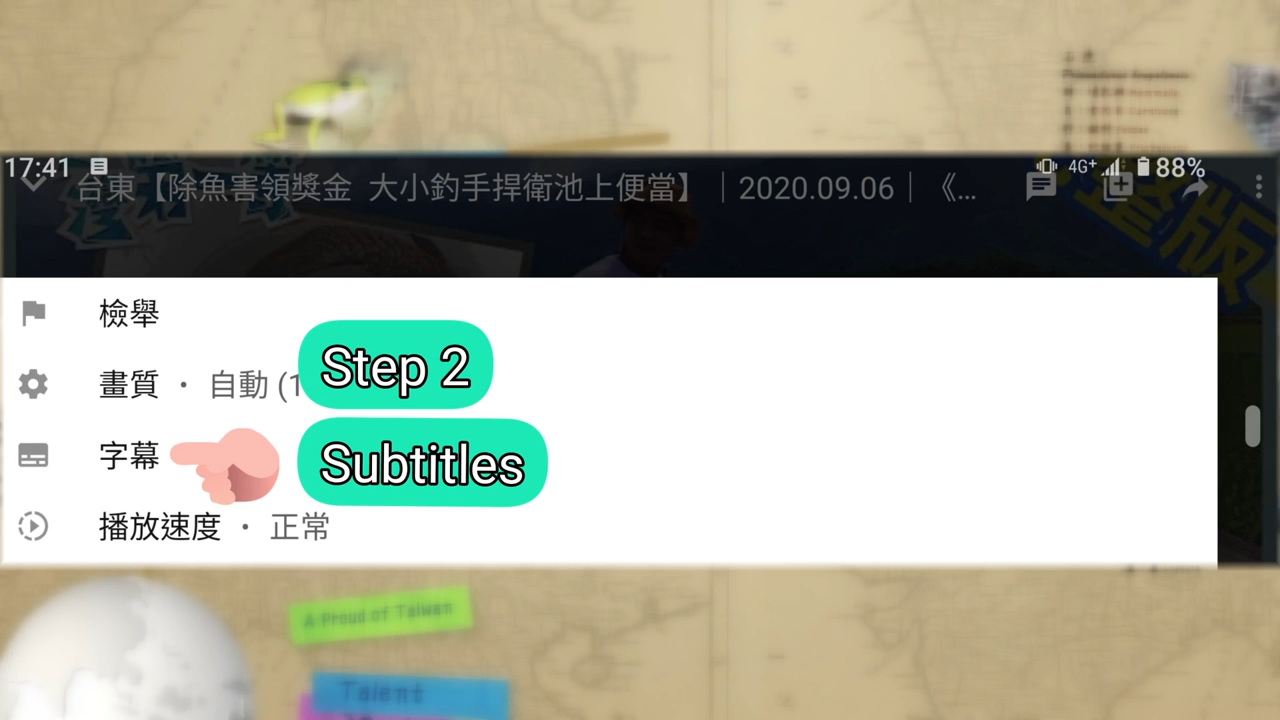 17:41
4G+
88%
台東【除魚害領獎金 大小釣手捍衛池上便當】｜2020.09.06｜《...
整版
檢舉
畫質 · 自動 (1
Step 2
字幕
Subtitles
播放速度 · 正常
A Proud of Taiwan
Talent